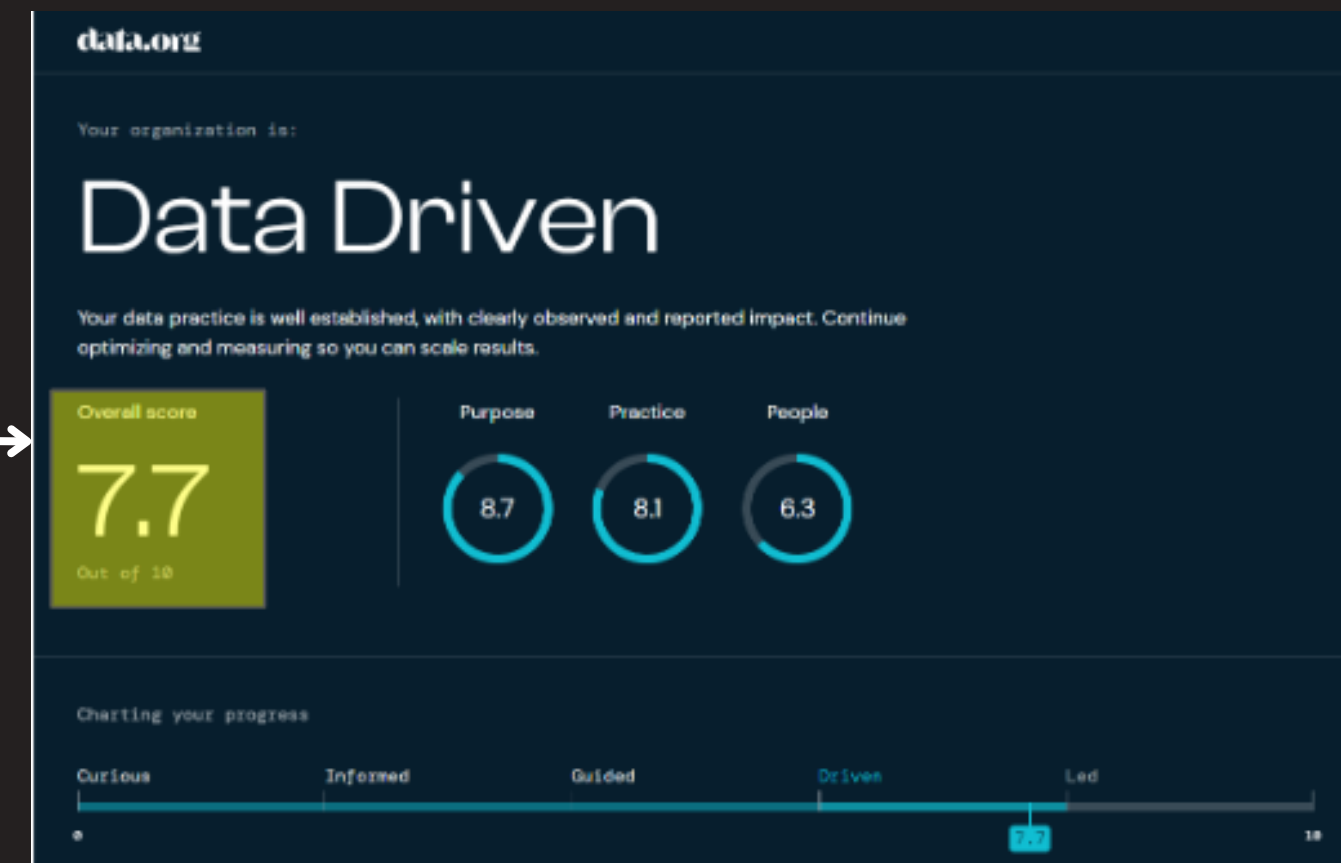 data.org
Your organization is:
Data Driven
Your data practice is well established, with clearly observed and reported impact. Continue
optimizing and measuring so you can scale results.
Overall score
7.7
Out of 10
Purpose Practice People
8.7 8.1 6.3
Charting your progress
Curious Informed Guided Driven Led
0 7.7 10